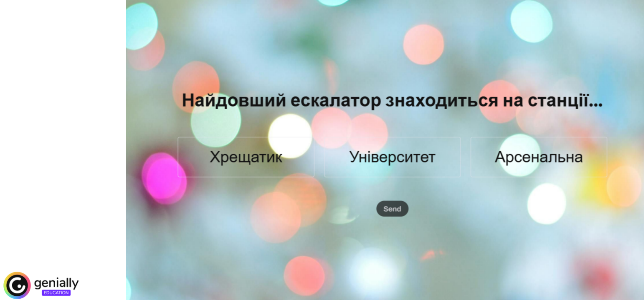 Найдовший ескалатор знаходиться на станції...
Хрещатик
Університет
Арсенальна
Send
genially
EDUCATION